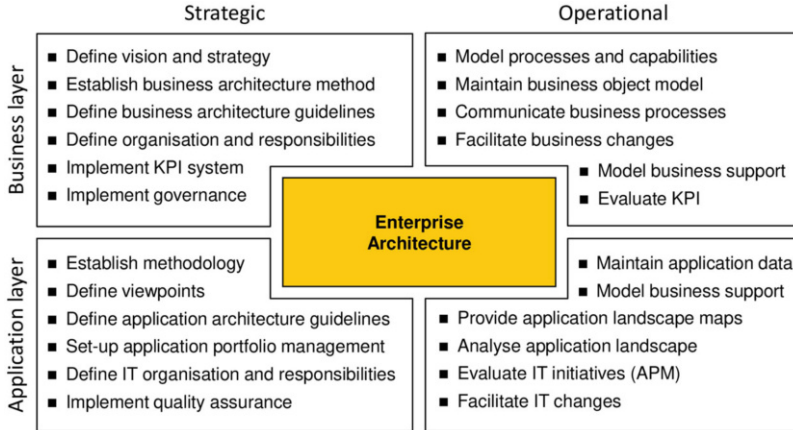 Strategic
Operational
Business layer
■ Define vision and strategy
■ Establish business architecture method
■ Define business architecture guidelines
■ Define organisation and responsibilities
■ Implement KPI system
■ Implement governance
■ Model processes and capabilities
■ Maintain business object model
■ Communicate business processes
■ Facilitate business changes
■ Model business support
■ Evaluate KPI
Enterprise
Architecture
Application layer
■ Establish methodology
■ Define viewpoints
■ Define application architecture guidelines
■ Set-up application portfolio management
■ Define IT organisation and responsibilities
■ Implement quality assurance
■ Maintain application data
■ Model business support
■ Provide application landscape maps
■ Analyse application landscape
■ Evaluate IT initiatives (APM)
■ Facilitate IT changes